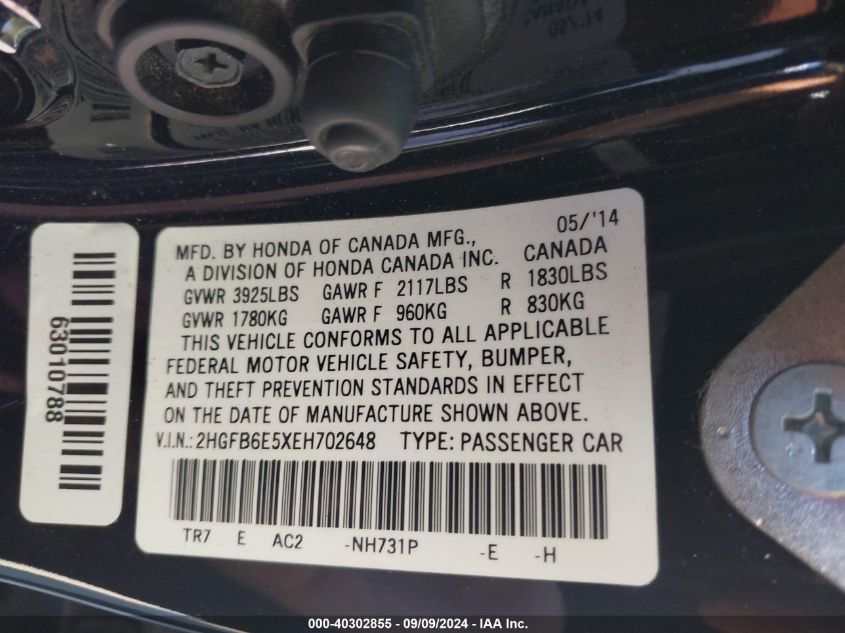 63010788
05/'14
MFD. BY HONDA OF CANADA MFG.,
A DIVISION OF HONDA CANADA INC. CANADA
GVWR 3925LBS GAWR F 2117LBS R 1830LBS
GVWR 1780KG GAWR F 960KG R 830KG
THIS VEHICLE CONFORMS TO ALL APPLICABLE
FEDERAL MOTOR VEHICLE SAFETY, BUMPER,
AND THEFT PREVENTION STANDARDS IN EFFECT
ON THE DATE OF MANUFACTURE SHOWN ABOVE.
V.I.N.: 2HGFB6E5XEH702648 TYPE: PASSENGER CAR
TR7 E AC2 -NH731P -E -H
000-40302855 - 09/09/2024 - IAA Inc.